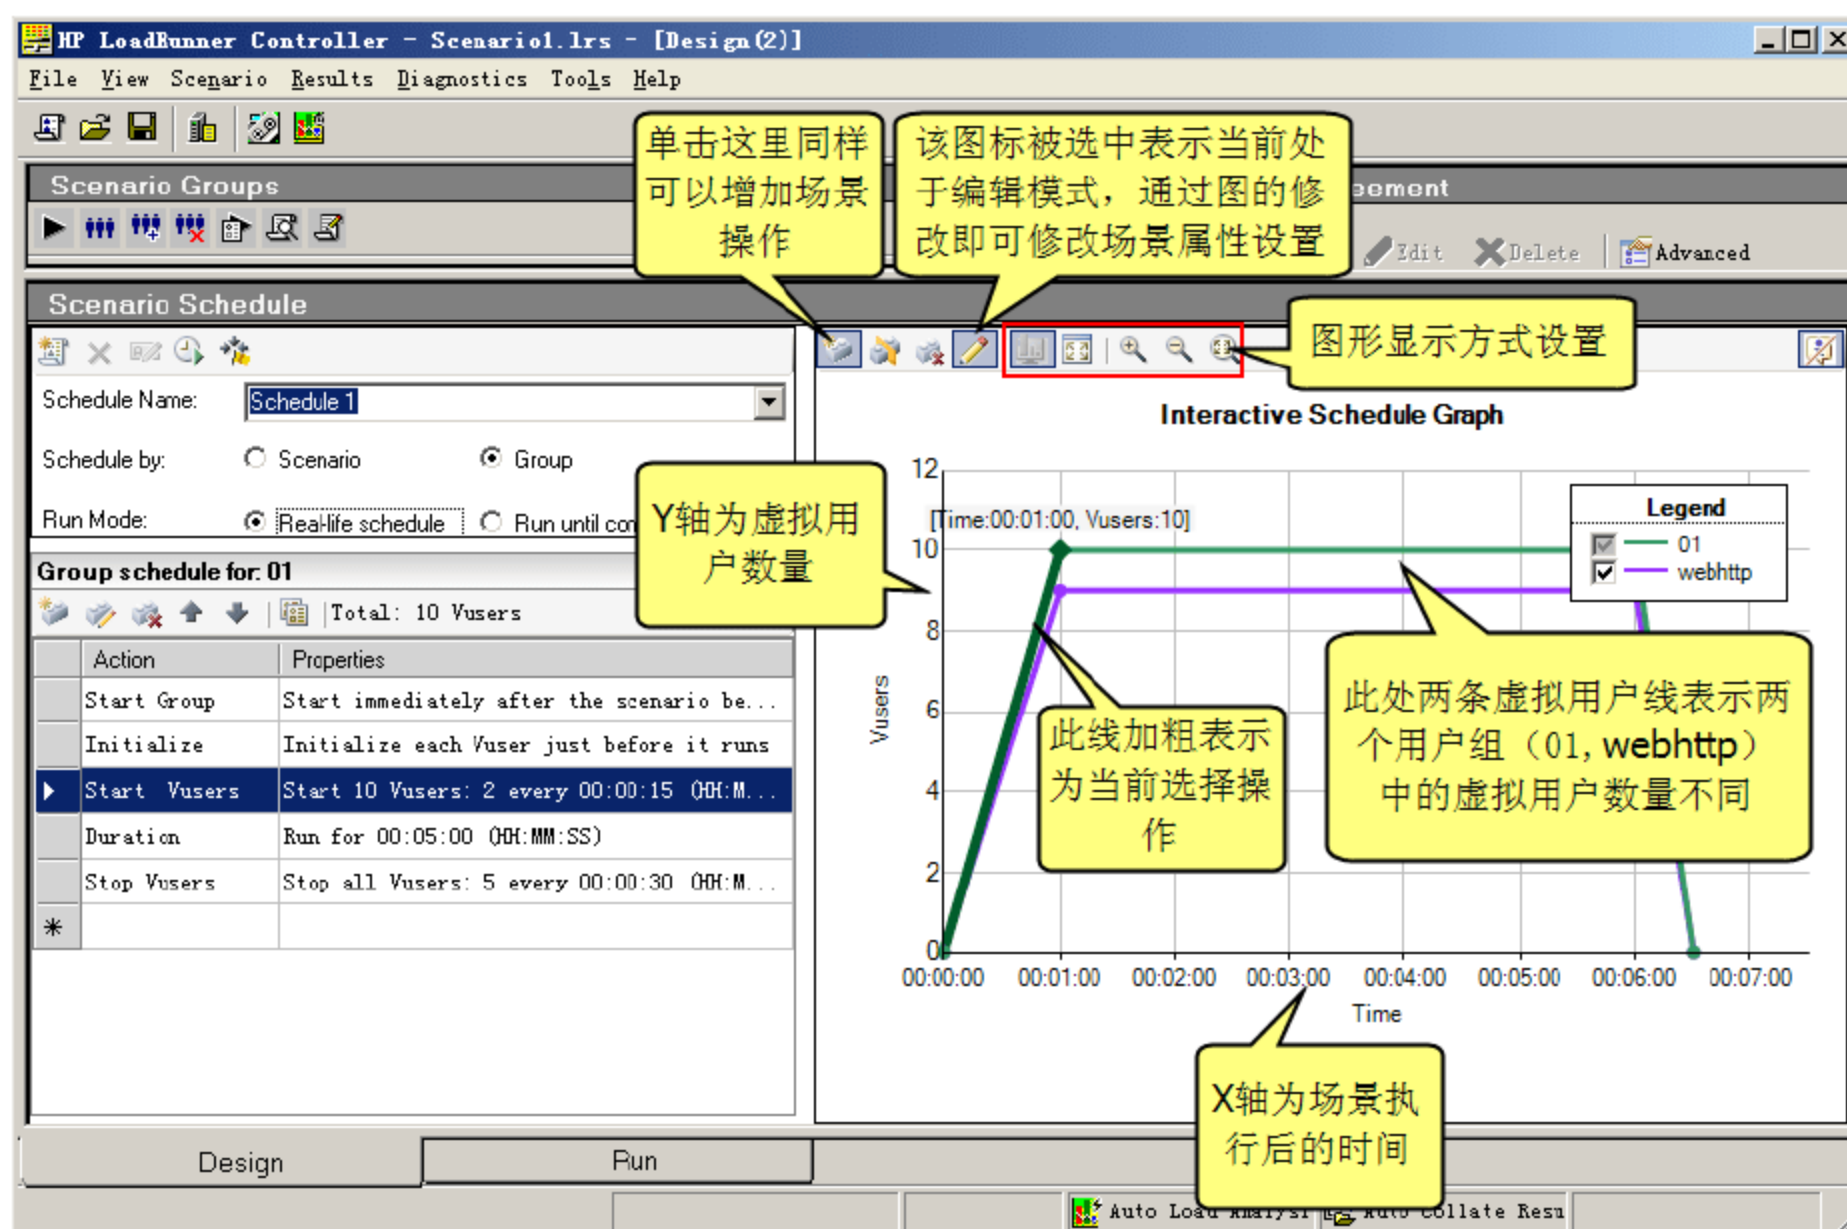 HP LoadRunner Controller - Scenario1.lrs - [Design(2)]
File View Scenario Results Diagnostics Tools Help
单击这里同样
可以增加场景
操作
该图标被选中表示当前处
于编辑模式，通过图的修
改即可修改场景属性设置
Scenario Groups
Edit Delete Advanced
Scenario Schedule
图形显示方式设置
Schedule Name: Schedule 1
Schedule by: Scenario Group
Run Mode: Real-life schedule Run until
Group schedule for: 01
Total: 10 Vusers
Action Properties
Start Group Start immediately after the scenario be...
Initialize Initialize each Vuser just before it runs
Start Vusers Start 10 Vusers: 2 every 00:00:15 (HH:M...
Duration Run for 00:05:00 (HH:MM:SS)
Stop Vusers Stop all Vusers: 5 every 00:00:30 (HH:M...
*
Interactive Schedule Graph
[Time:00:01:00, Vusers:10]
Legend
01
webhttp
12
10
8
6
4
2
0
Vusers
Y轴为虚拟用
户数量
此线加粗表示
为当前选择操
作
此处两条虚拟用户线表示两
个用户组（01, webhttp）
中的虚拟用户数量不同
00:00:00 00:01:00 00:02:00 00:03:00 00:04:00 00:05:00 00:06:00 00:07:00
Time
X轴为场景执
行后的时间
Design Run
Auto Load Auto Collate Resu